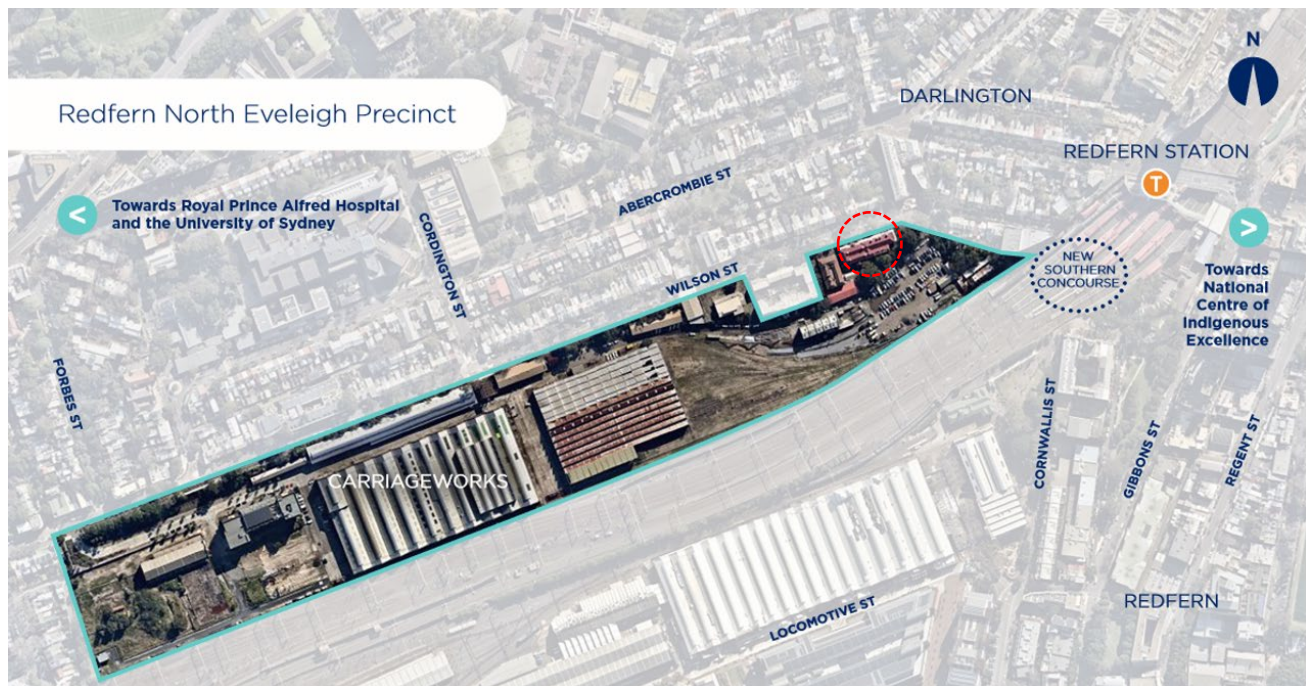 Redfern North Eveleigh Precinct
N
DARLINGTON
REDFERN STATION
T
<
Towards Royal Prince Alfred Hospital
and the University of Sydney
ABERCROMBIE ST
CORDINGTON ST
WILSON ST
>
NEW
SOUTHERN
CONCOURSE
Towards
National
Centre of
Indigenous
Excellence
FORBES ST
CARRIAGEWORKS
CORNWALLIS ST
GIBBONS ST
REGENT ST
LOCOMOTIVE ST
REDFERN